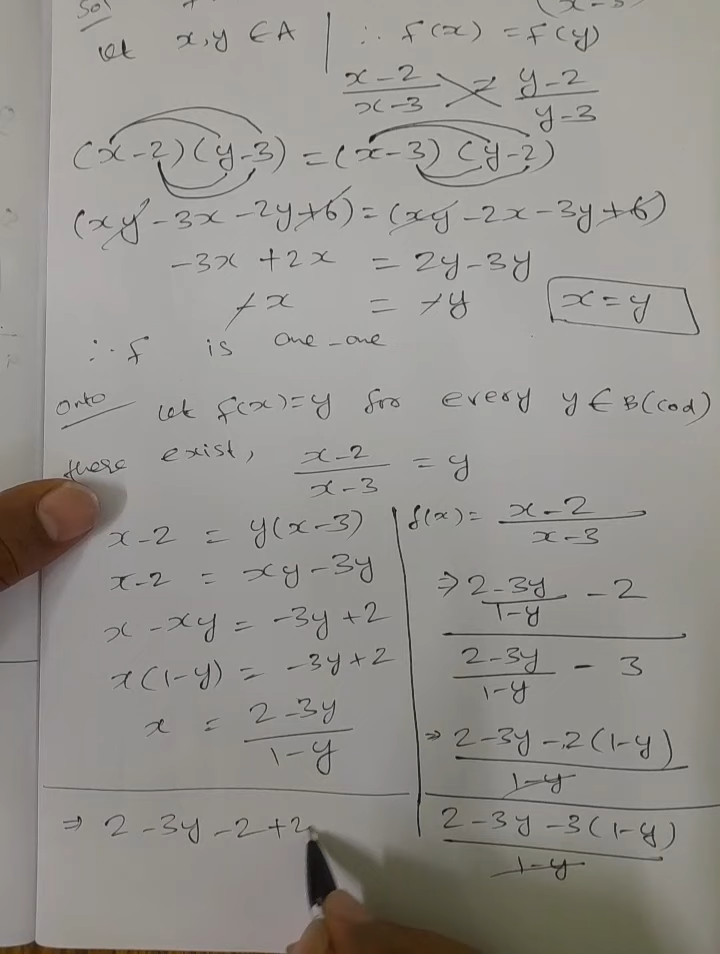 Sol
(x-3)
let x,y ∈ A | ∴ f(x) = f(y)
x-2/x-3 = y-2/y-3
(x-2)(y-3) = (x-3)(y-2)
(xy-3x-2y+6) = (xy-2x-3y+6)
-3x+2x = 2y-3y
-x = -y x=y
∴ f is one-one
Onto let f(x)=y for every y ∈ B(cod)
there exist, x-2/x-3 = y
x-2 = y(x-3)
x-2 = xy-3y
x-xy = -3y+2
x(1-y) = -3y+2
x = 2-3y/1-y
f(x) = x-2/x-3
⇒ 2-3y/1-y - 2
2-3y/1-y - 3
⇒ 2-3y-2(1-y)/1-y
2-3y-3(1-y)/1-y
⇒ 2-3y-2+2